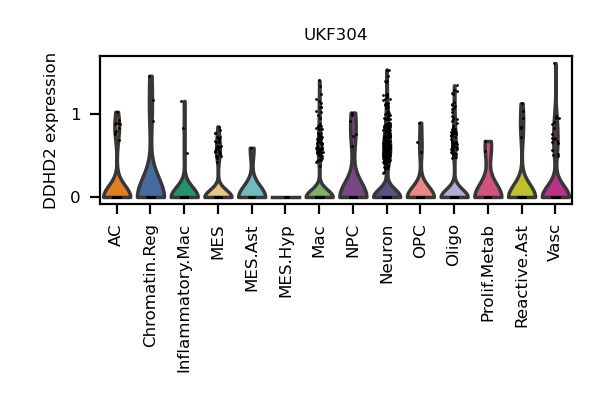 UKF304
DDHD2 expression
1
0
AC
Chromatin.Reg
Inflammatory.Mac
MES
MES.Ast
MES.Hyp
Mac
NPC
Neuron
OPC
Oligo
Prolif.Metab
Reactive.Ast
Vasc